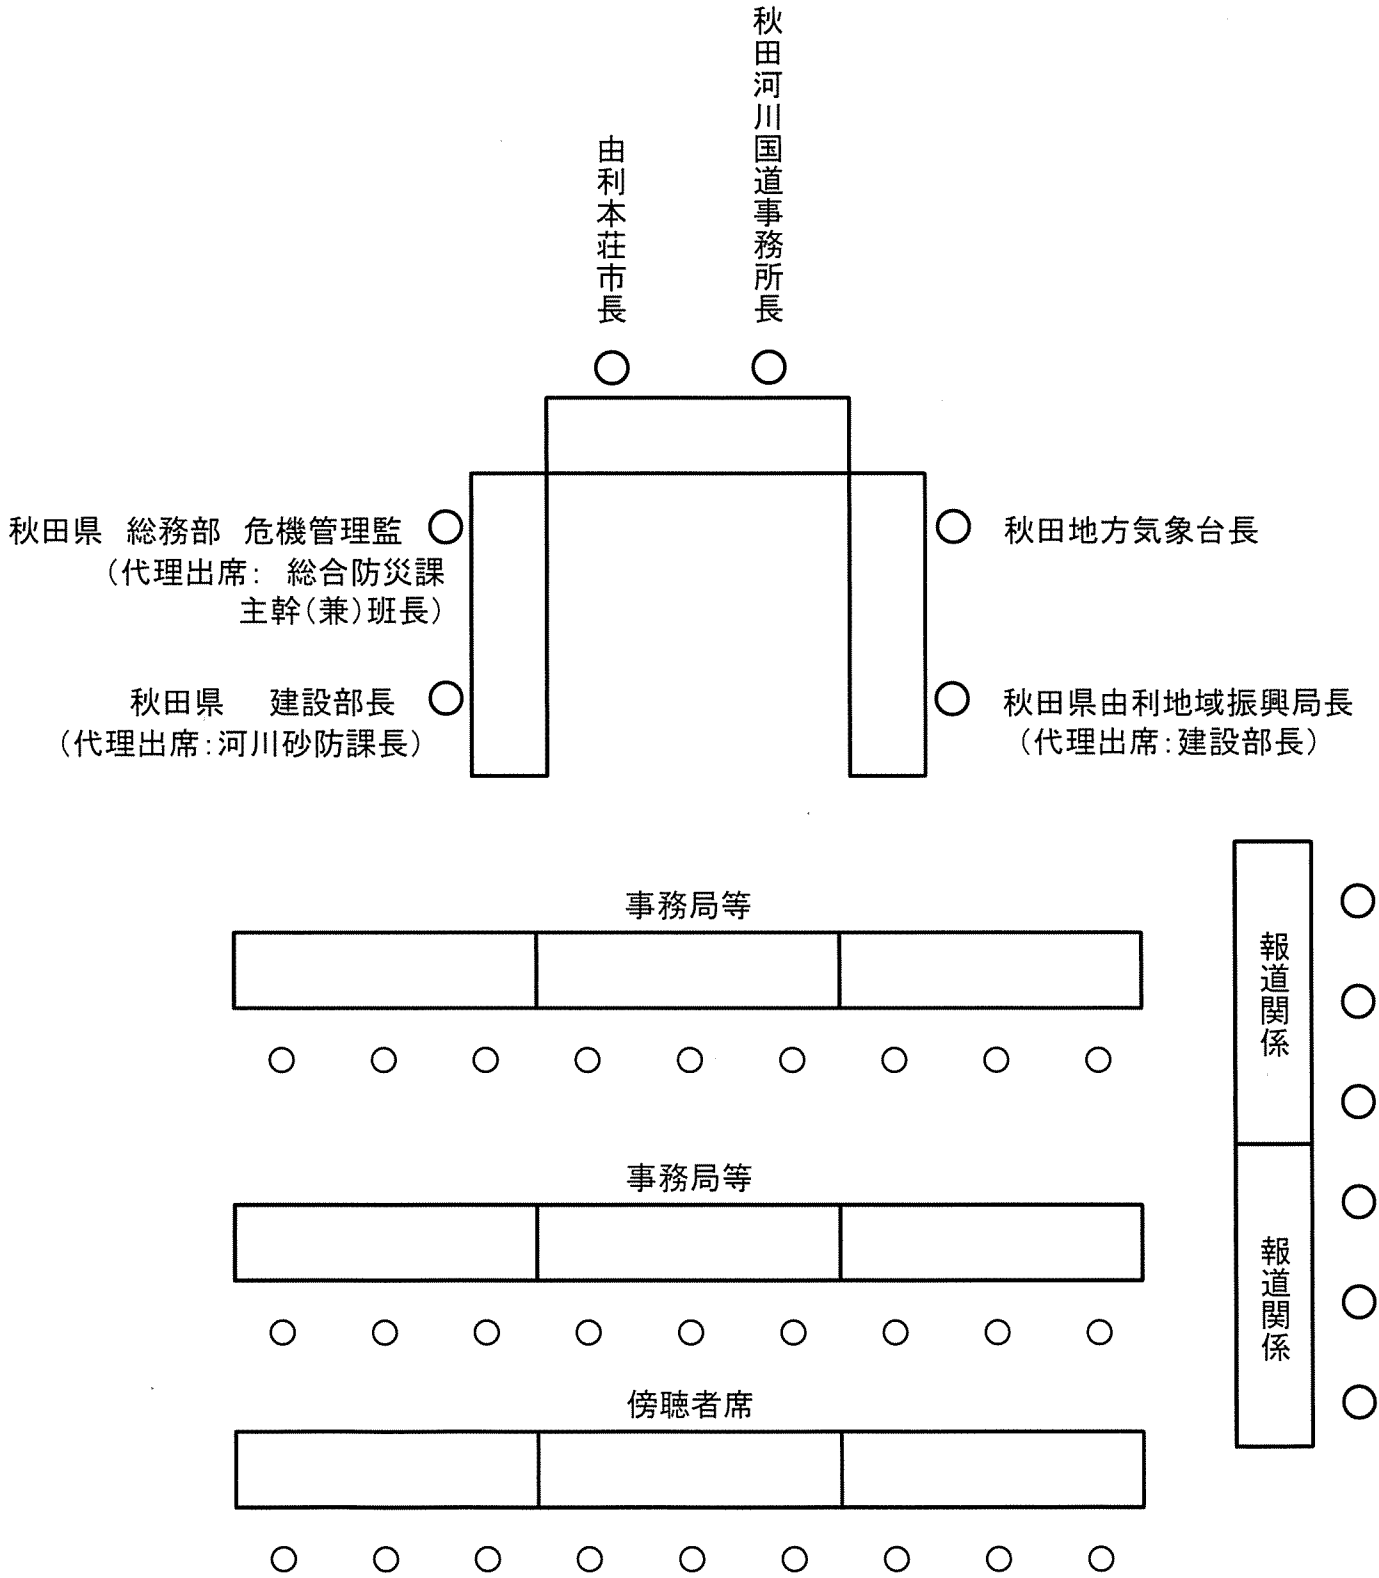 秋田河川国道事務所長
由利本荘市長
秋田県 総務部 危機管理監
(代理出席: 総合防災課
主幹(兼)班長)
秋田地方気象台長
秋田県 建設部長
(代理出席:河川砂防課長)
秋田県由利地域振興局長
(代理出席:建設部長)
事務局等
報道関係
事務局等
報道関係
傍聴者席